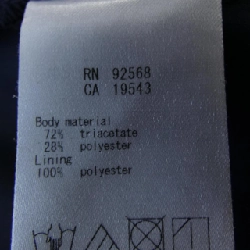 RN 92568
CA 19543
Body material
72% triacetate
28% polyester
Lining
100% polyester